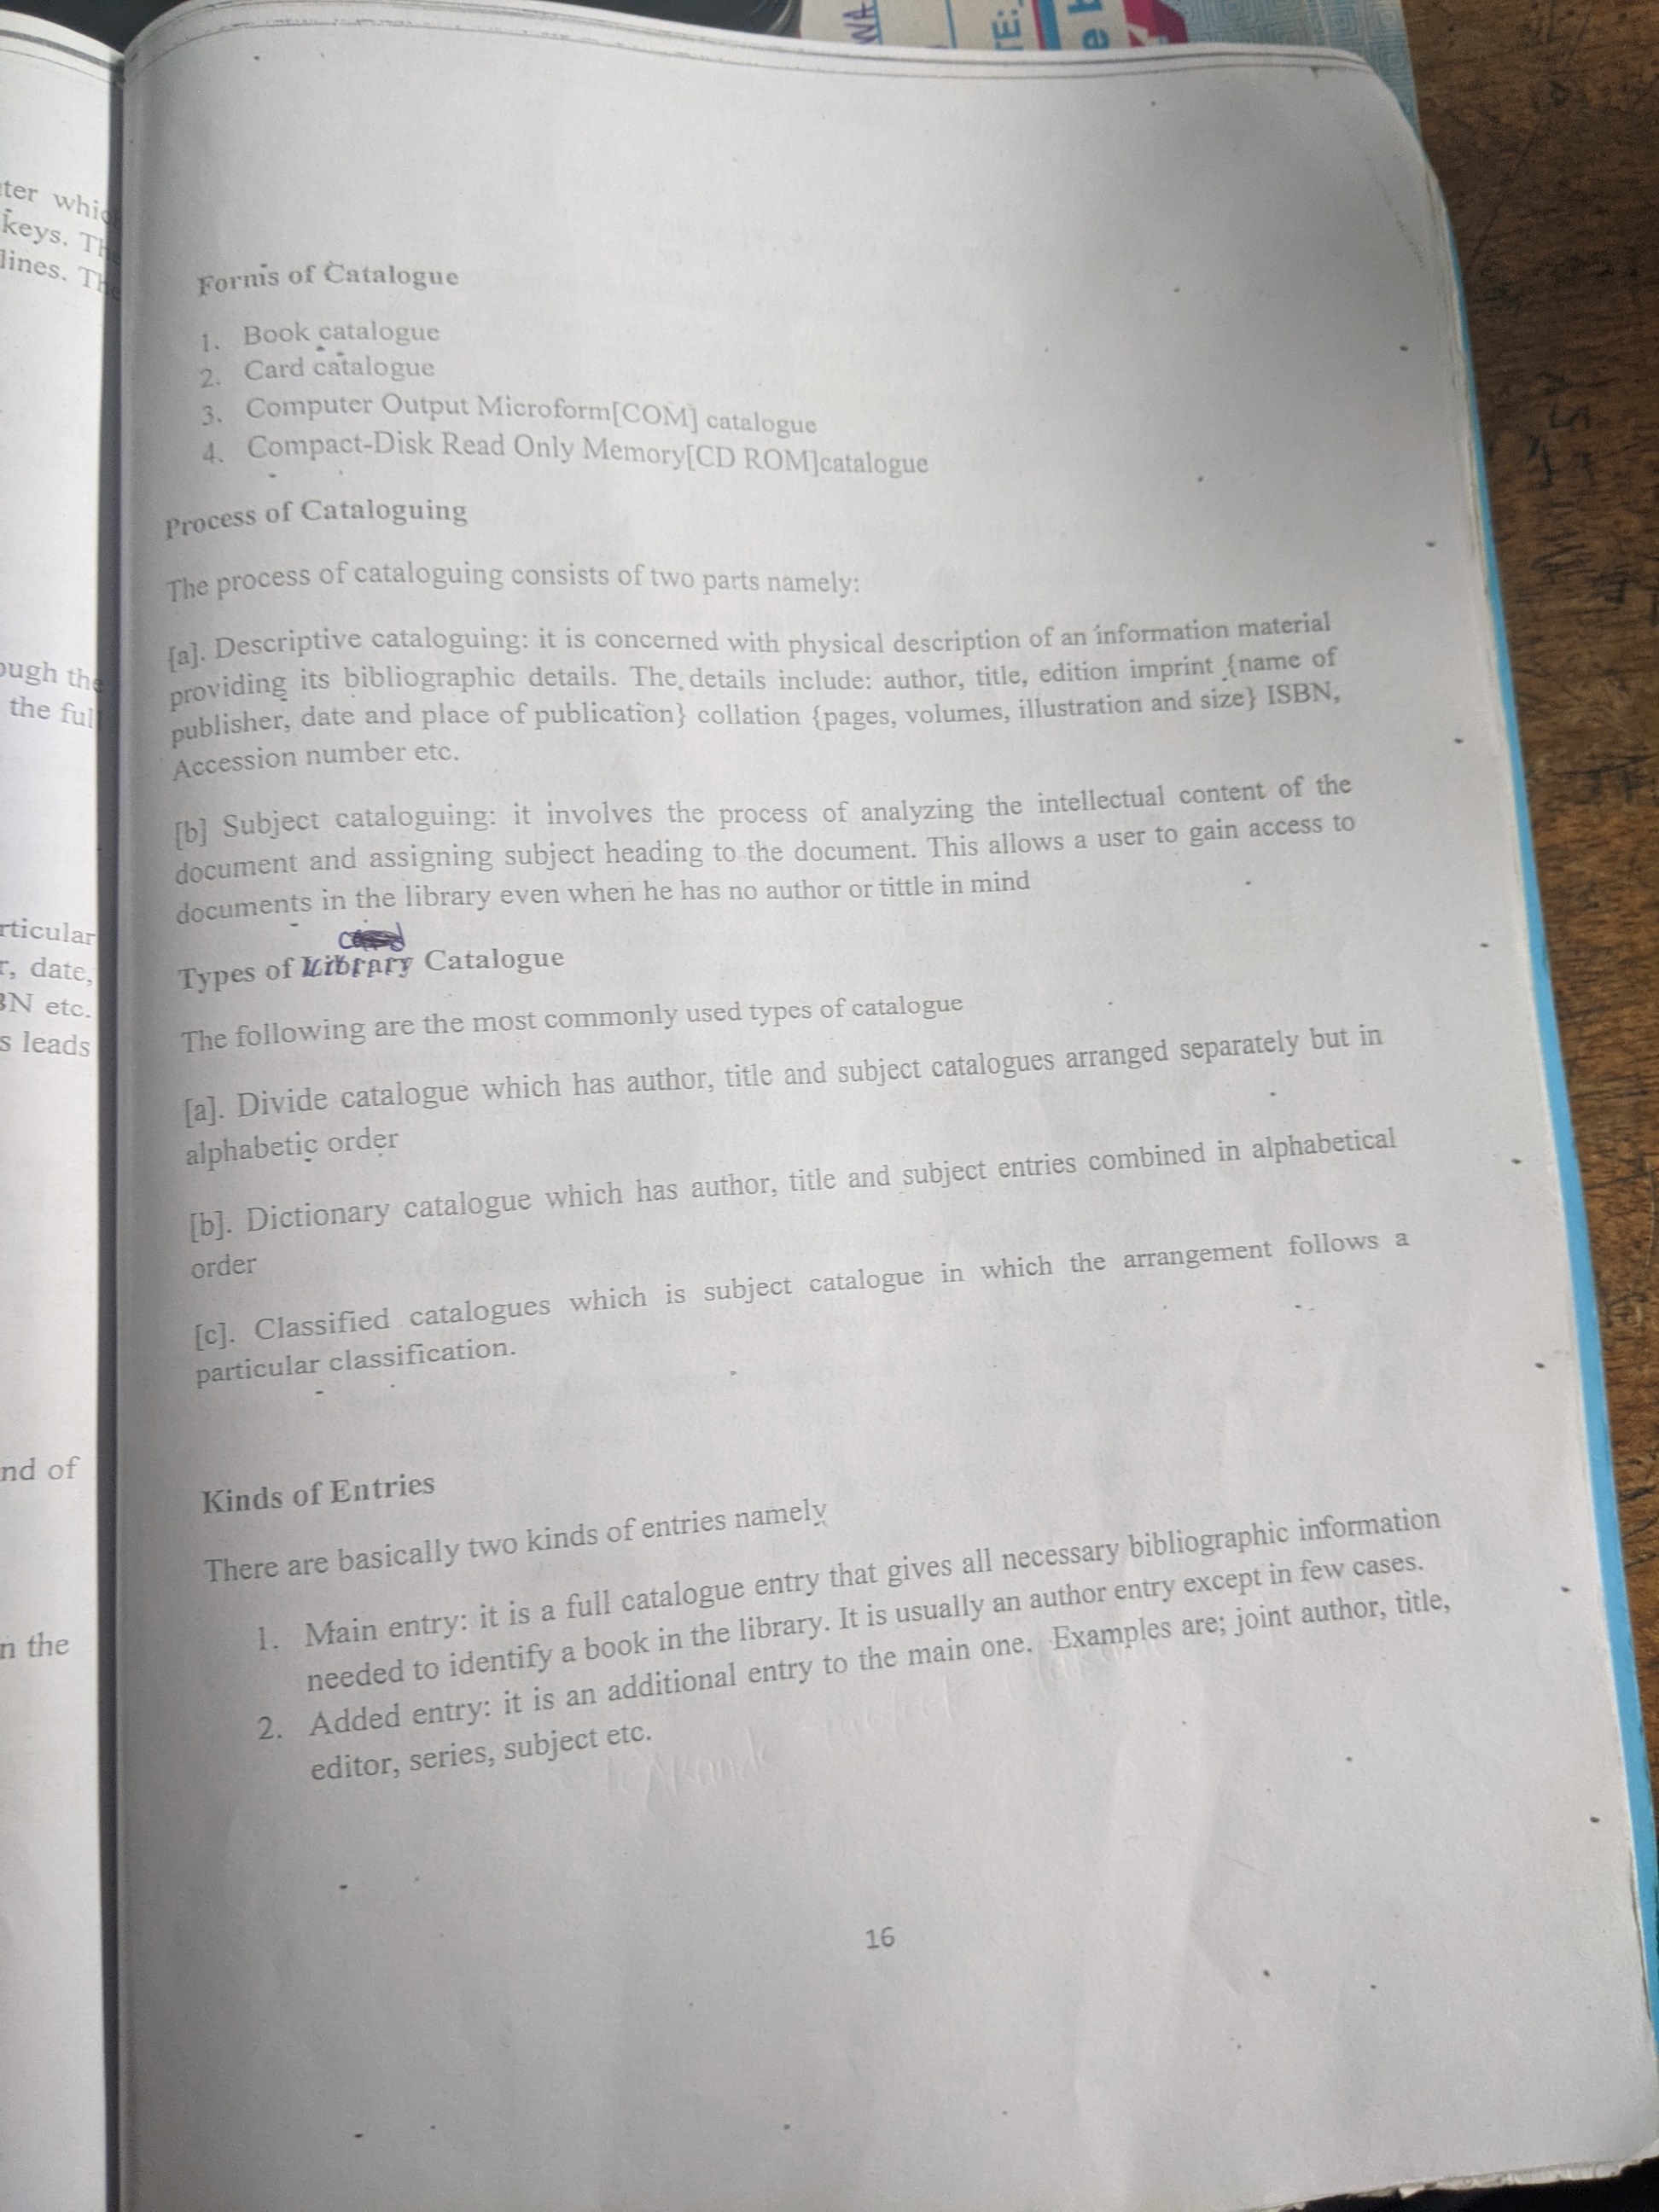 WA
TE:
e b
ter whic
keys. Th
lines. The
ough the
the full
rticular
r, date,
BN etc.
s leads
nd of
n the
Forms of Catalogue
1. Book catalogue
2. Card catalogue
3. Computer Output Microform[COM] catalogue
4. Compact-Disk Read Only Memory[CD ROM]catalogue
Process of Cataloguing
The process of cataloguing consists of two parts namely:
[a]. Descriptive cataloguing: it is concerned with physical description of an information material
providing its bibliographic details. The details include: author, title, edition imprint {name of
publisher, date and place of publication} collation {pages, volumes, illustration and size} ISBN,
Accession number etc.
[b] Subject cataloguing: it involves the process of analyzing the intellectual content of the
document and assigning subject heading to the document. This allows a user to gain access to
documents in the library even when he has no author or tittle in mind
Types of Library Catalogue
The following are the most commonly used types of catalogue
[a]. Divide catalogue which has author, title and subject catalogues arranged separately but in
alphabetic order
[b]. Dictionary catalogue which has author, title and subject entries combined in alphabetical
order
[c]. Classified catalogues which is subject catalogue in which the arrangement follows a
particular classification.
Kinds of Entries
There are basically two kinds of entries namely
1. Main entry: it is a full catalogue entry that gives all necessary bibliographic information
needed to identify a book in the library. It is usually an author entry except in few cases.
2. Added entry: it is an additional entry to the main one. Examples are; joint author, title,
editor, series, subject etc.
16